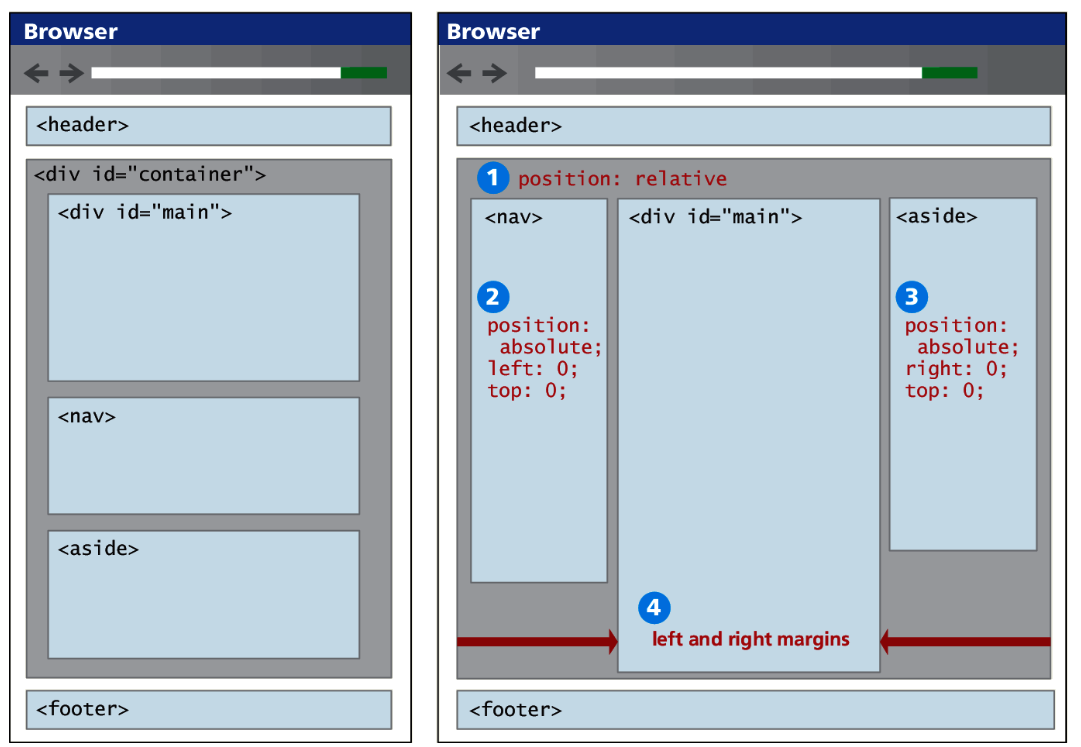 Browser
<header>
<div id="container">
<div id="main">
<nav>
<aside>
<footer>
Browser
<header>
1 position: relative
<nav>
2
position:
absolute;
left: 0;
top: 0;
<div id="main">
4
left and right margins
<aside>
3
position:
absolute;
right: 0;
top: 0;
<footer>